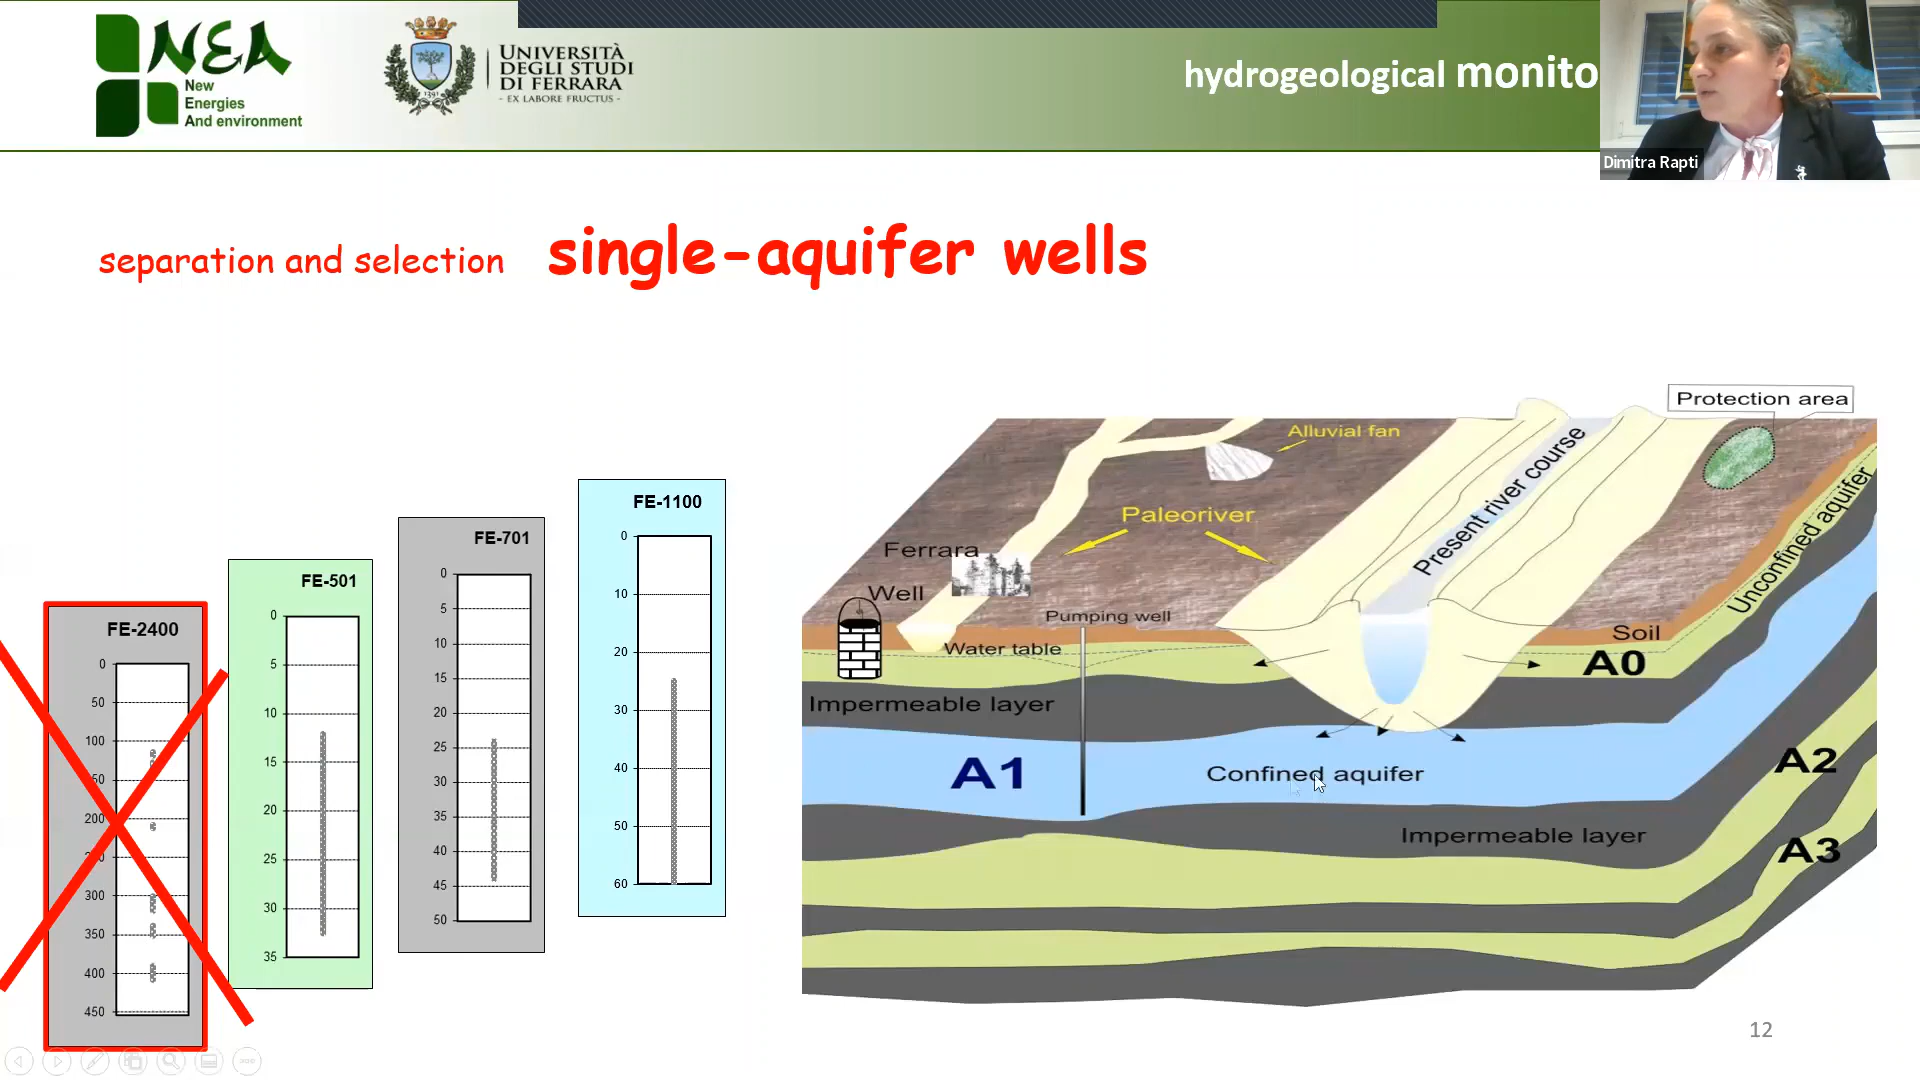 NEA
New
Energies
And environment
UNIVERSITÀ
DEGLI STUDI
DI FERRARA
- EX LABORE FRUCTUS -
1391
hydrogeological monito
Dimitra Rapti
separation and selection single-aquifer wells
FE-2400
0
50
100
50
200
300
350
400
450
FE-501
0
5
10
15
20
25
30
35
FE-701
0
5
10
15
20
25
30
35
40
45
50
FE-1100
0
10
20
30
40
50
60
Protection area
Alluvial fan
Present river course
Unconfined aquifer
Paleoriver
Ferrara
Well
Pumping well
Water table
Soil
A0
Impermeable layer
A1
Confined aquifer
A2
Impermeable layer
A3
12